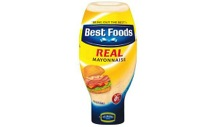 BRING OUT THE BEST
Best Foods
REAL
MAYONNAISE